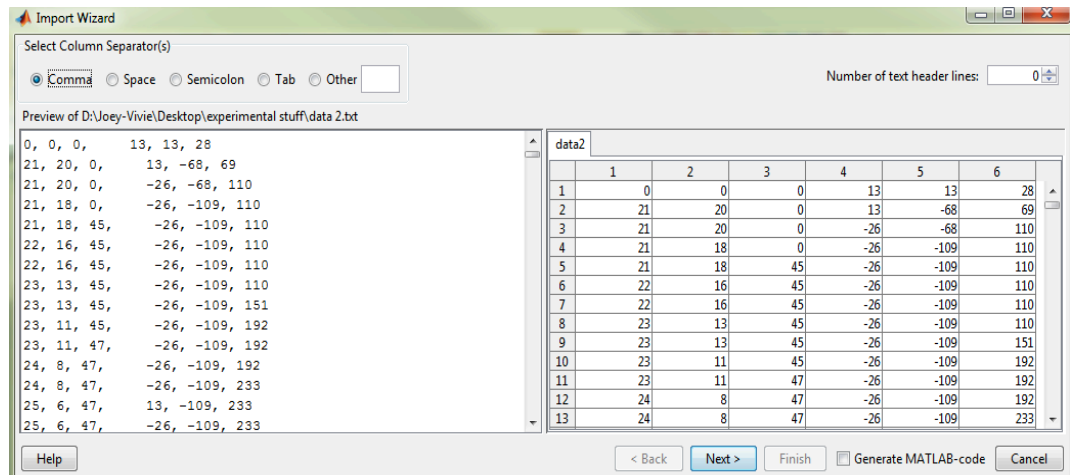 Import Wizard
Select Column Separator(s)
Comma Space Semicolon Tab Other
Number of text header lines: 0
Preview of D:\Joey-Vivie\Desktop\experimental stuff\data 2.txt
0, 0, 0, 13, 13, 28
21, 20, 0, 13, -68, 69
21, 20, 0, -26, -68, 110
21, 18, 0, -26, -109, 110
21, 18, 45, -26, -109, 110
22, 16, 45, -26, -109, 110
22, 16, 45, -26, -109, 110
23, 13, 45, -26, -109, 110
23, 13, 45, -26, -109, 151
23, 11, 45, -26, -109, 192
23, 11, 47, -26, -109, 192
24, 8, 47, -26, -109, 192
24, 8, 47, -26, -109, 233
25, 6, 47, 13, -109, 233
25, 6, 47, -26, -109, 233
data2
1 2 3 4 5 6
1 0 0 0 13 13 28
2 21 20 0 13 -68 69
3 21 20 0 -26 -68 110
4 21 18 0 -26 -109 110
5 21 18 45 -26 -109 110
6 22 16 45 -26 -109 110
7 22 16 45 -26 -109 110
8 23 13 45 -26 -109 110
9 23 13 45 -26 -109 151
10 23 11 45 -26 -109 192
11 23 11 47 -26 -109 192
12 24 8 47 -26 -109 192
13 24 8 47 -26 -109 233
Help < Back Next > Finish Generate MATLAB-code Cancel